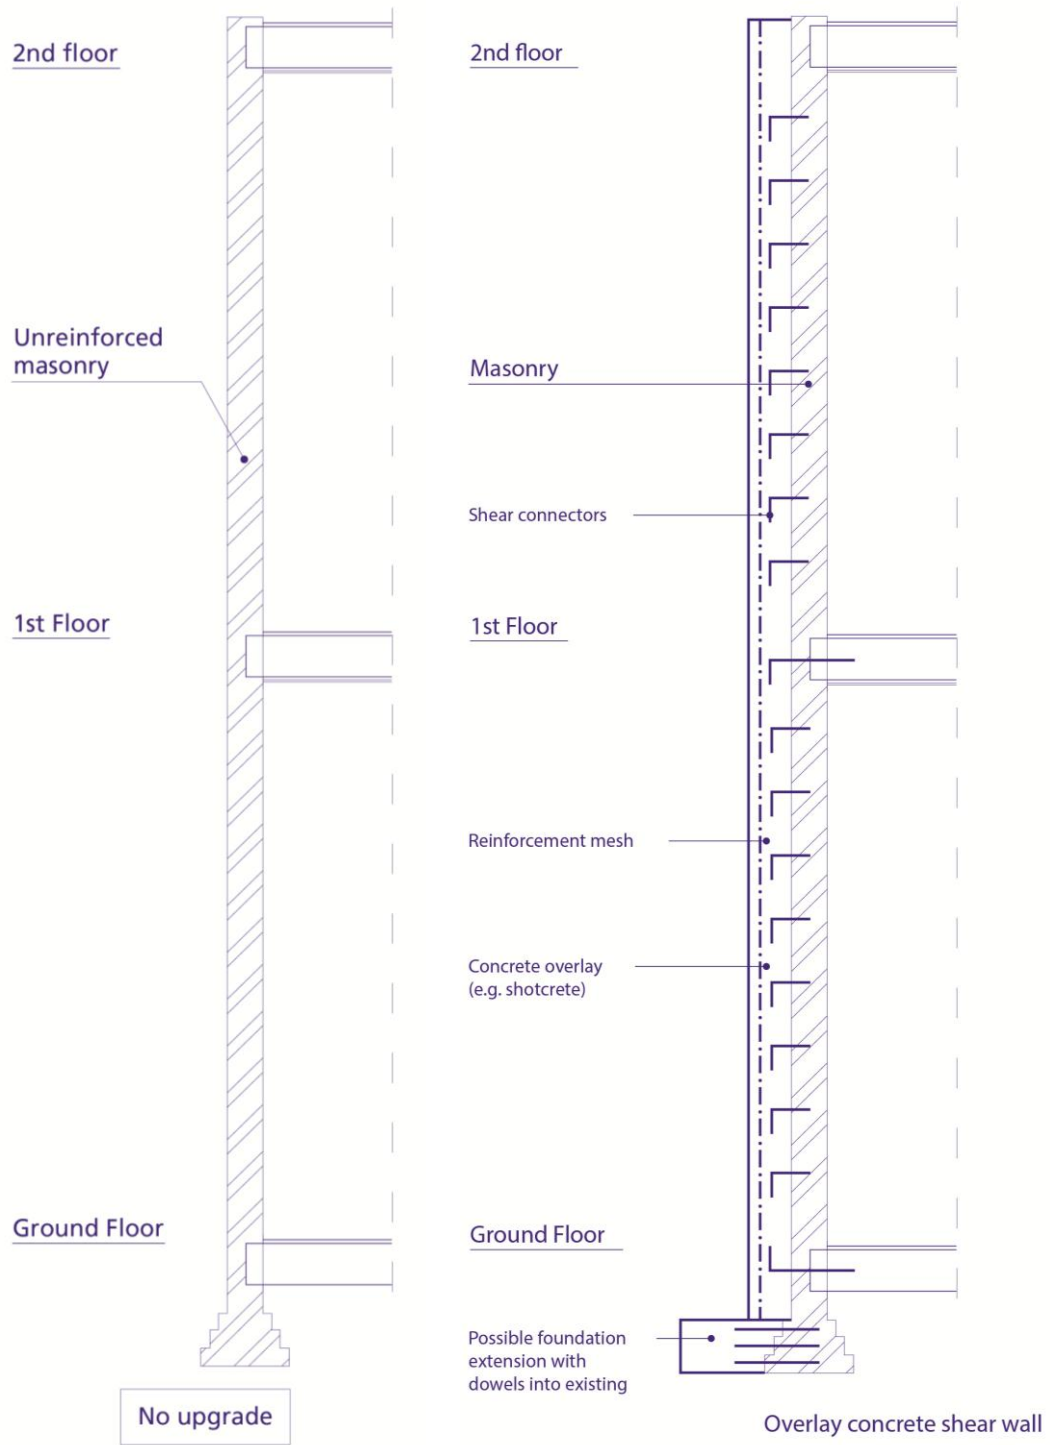 2nd floor
Unreinforced
masonry
1st Floor
Ground Floor
No upgrade
2nd floor
Masonry
Shear connectors
1st Floor
Reinforcement mesh
Concrete overlay
(e.g. shotcrete)
Ground Floor
Possible foundation
extension with
dowels into existing
Overlay concrete shear wall